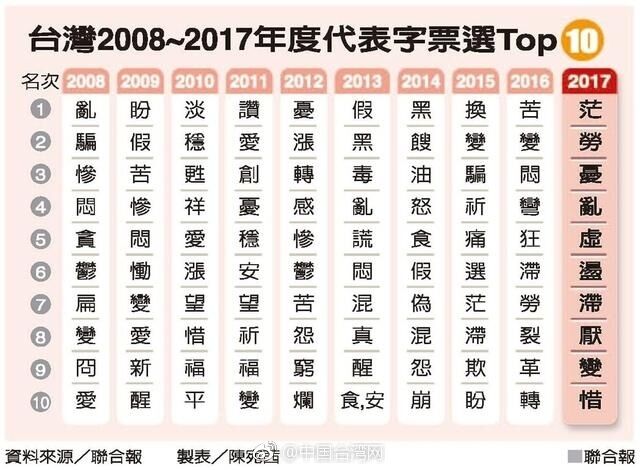 台灣2008~2017年度代表字票選Top 10
名次 2008 2009 2010 2011 2012 2013 2014 2015 2016 2017
1 亂 盼 淡 讚 憂 假 黑 換 苦 茫
2 騙 假 穩 愛 漲 黑 餿 變 變 勞
3 慘 苦 甦 創 轉 毒 油 騙 悶 憂
4 悶 慘 祥 憂 感 亂 怒 祈 彎 亂
5 貪 悶 愛 穩 慘 謊 食 痛 狂 虛
6 鬱 慟 漲 安 鬱 悶 假 選 滯 盪
7 扁 變 望 望 苦 混 偽 茫 勞 滯
8 變 愛 惜 祈 怨 真 混 滯 裂 厭
9 冏 新 福 福 窮 醒 怨 欺 革 變
10 愛 醒 平 變 爛 食,安 崩 盼 轉 惜
資料來源／聯合報 製表／陳宛茜 @中国台湾网 聯合報